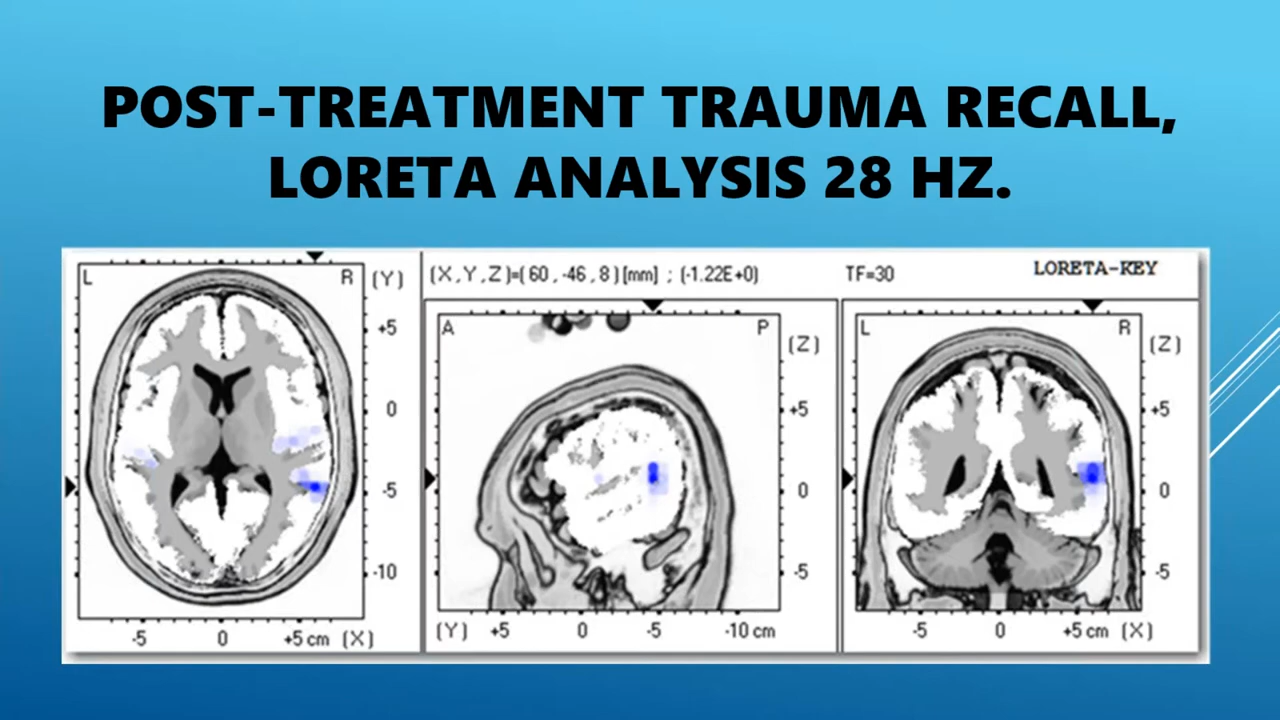 POST-TREATMENT TRAUMA RECALL,
LORETA ANALYSIS 28 HZ.
(X,Y,Z)=( 60 , -46 , 8 ) [mm] ; (-1.22E+0)
TF=30
LORETA-KEY
L R (Y)
+5
0
-5
-10
-5 0 +5 cm (X)
A P (Z)
+5
0
-5
(Y) +5 0 -5 -10 cm
L R (Z)
+5
0
-5
-5 0 +5 cm (X)